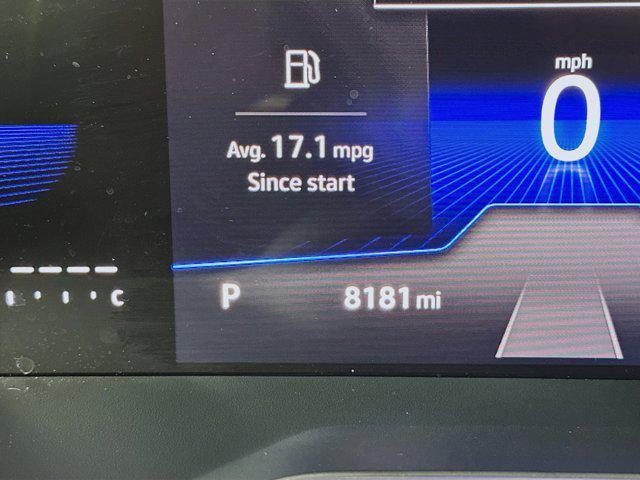 mph
0
Avg. 17.1 mpg
Since start
P
8181 mi
C